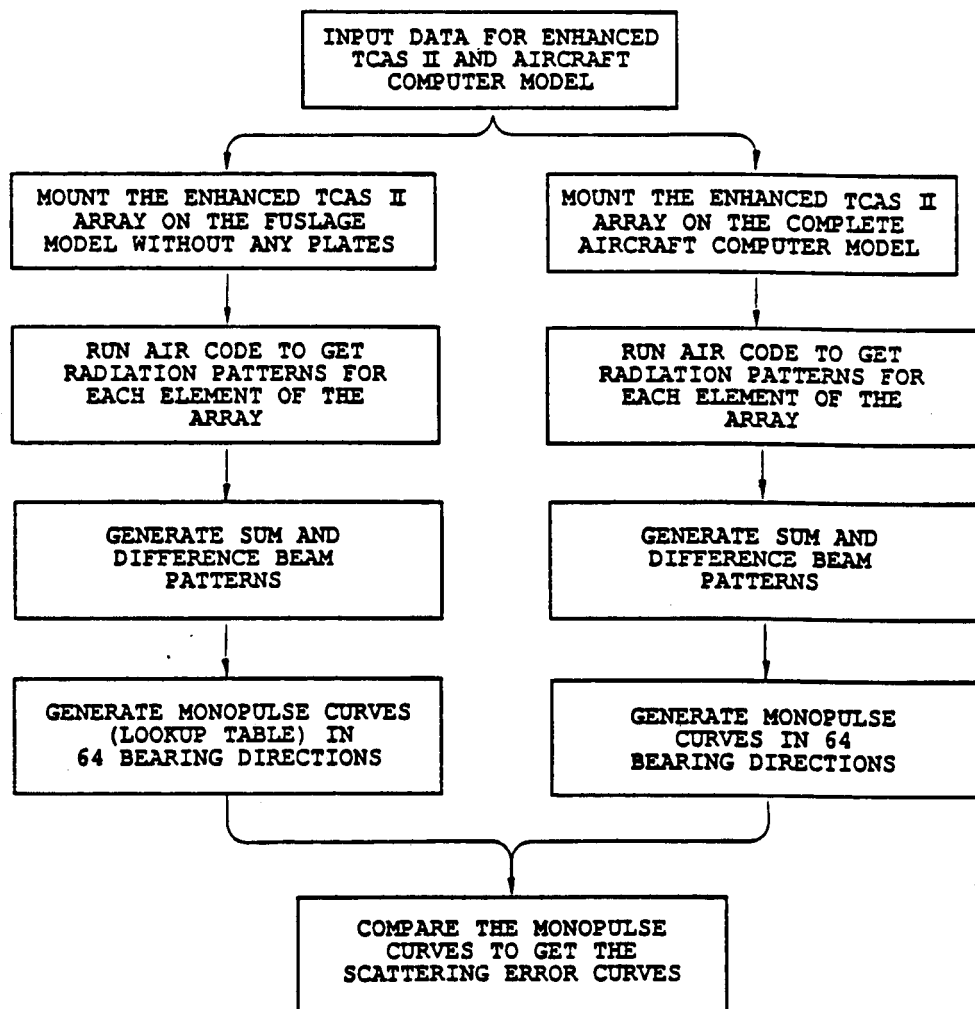 INPUT DATA FOR ENHANCED
TCAS II AND AIRCRAFT
COMPUTER MODEL
MOUNT THE ENHANCED TCAS II
ARRAY ON THE FUSLAGE
MODEL WITHOUT ANY PLATES
MOUNT THE ENHANCED TCAS II
ARRAY ON THE COMPLETE
AIRCRAFT COMPUTER MODEL
RUN AIR CODE TO GET
RADIATION PATTERNS FOR
EACH ELEMENT OF THE
ARRAY
RUN AIR CODE TO GET
RADIATION PATTERNS FOR
EACH ELEMENT OF THE
ARRAY
GENERATE SUM AND
DIFFERENCE BEAM
PATTERNS
GENERATE SUM AND
DIFFERENCE BEAM
PATTERNS
GENERATE MONOPULSE CURVES
(LOOKUP TABLE) IN
64 BEARING DIRECTIONS
GENERATE MONOPULSE
CURVES IN 64
BEARING DIRECTIONS
COMPARE THE MONOPULSE
CURVES TO GET THE
SCATTERING ERROR CURVES